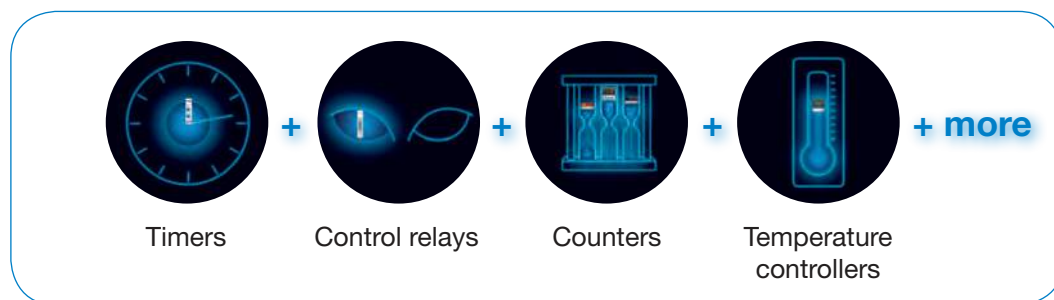 + + + + more
Timers
Control relays
Counters
Temperature
controllers